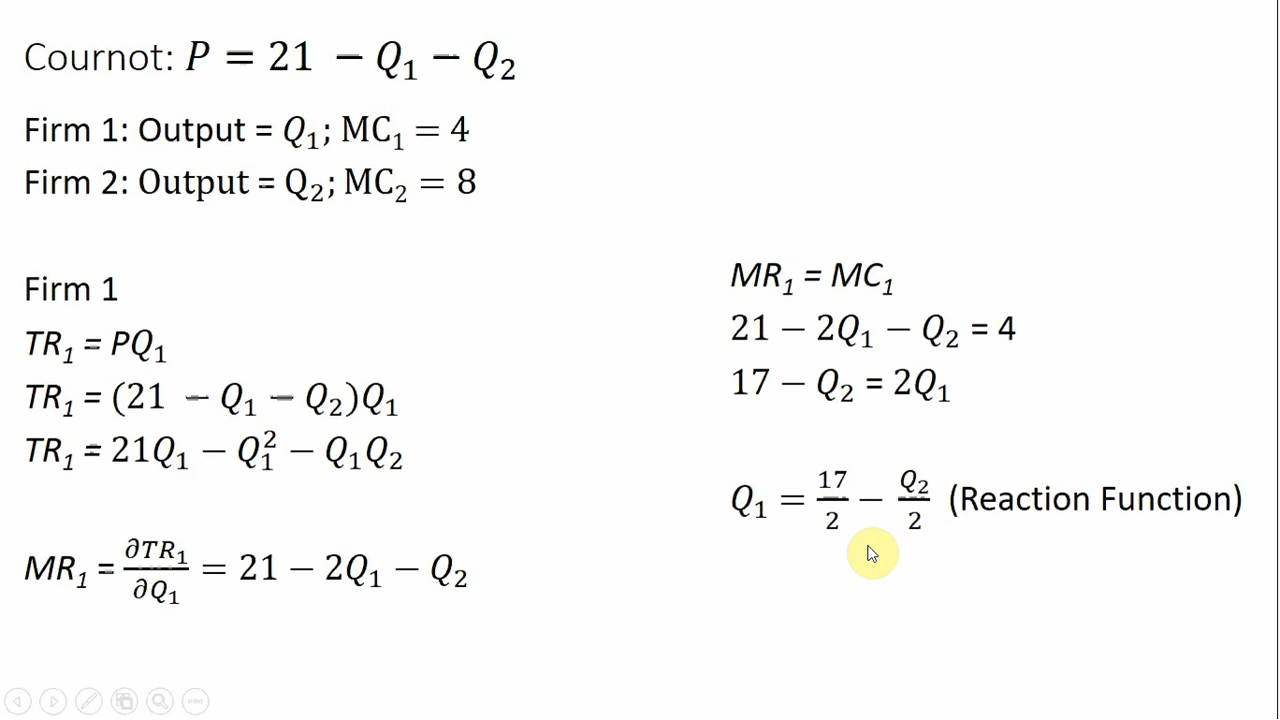 Cournot: P = 21 − Q₁ − Q₂
Firm 1: Output = Q₁; MC₁ = 4
Firm 2: Output = Q₂; MC₂ = 8
Firm 1
TR₁ = PQ₁
TR₁ = (21 − Q₁ − Q₂)Q₁
TR₁ = 21Q₁ − Q₁² − Q₁Q₂
MR₁ = ∂TR₁/∂Q₁ = 21 − 2Q₁ − Q₂
MR₁ = MC₁
21 − 2Q₁ − Q₂ = 4
17 − Q₂ = 2Q₁
Q₁ = 17/2 − Q₂/2 (Reaction Function)